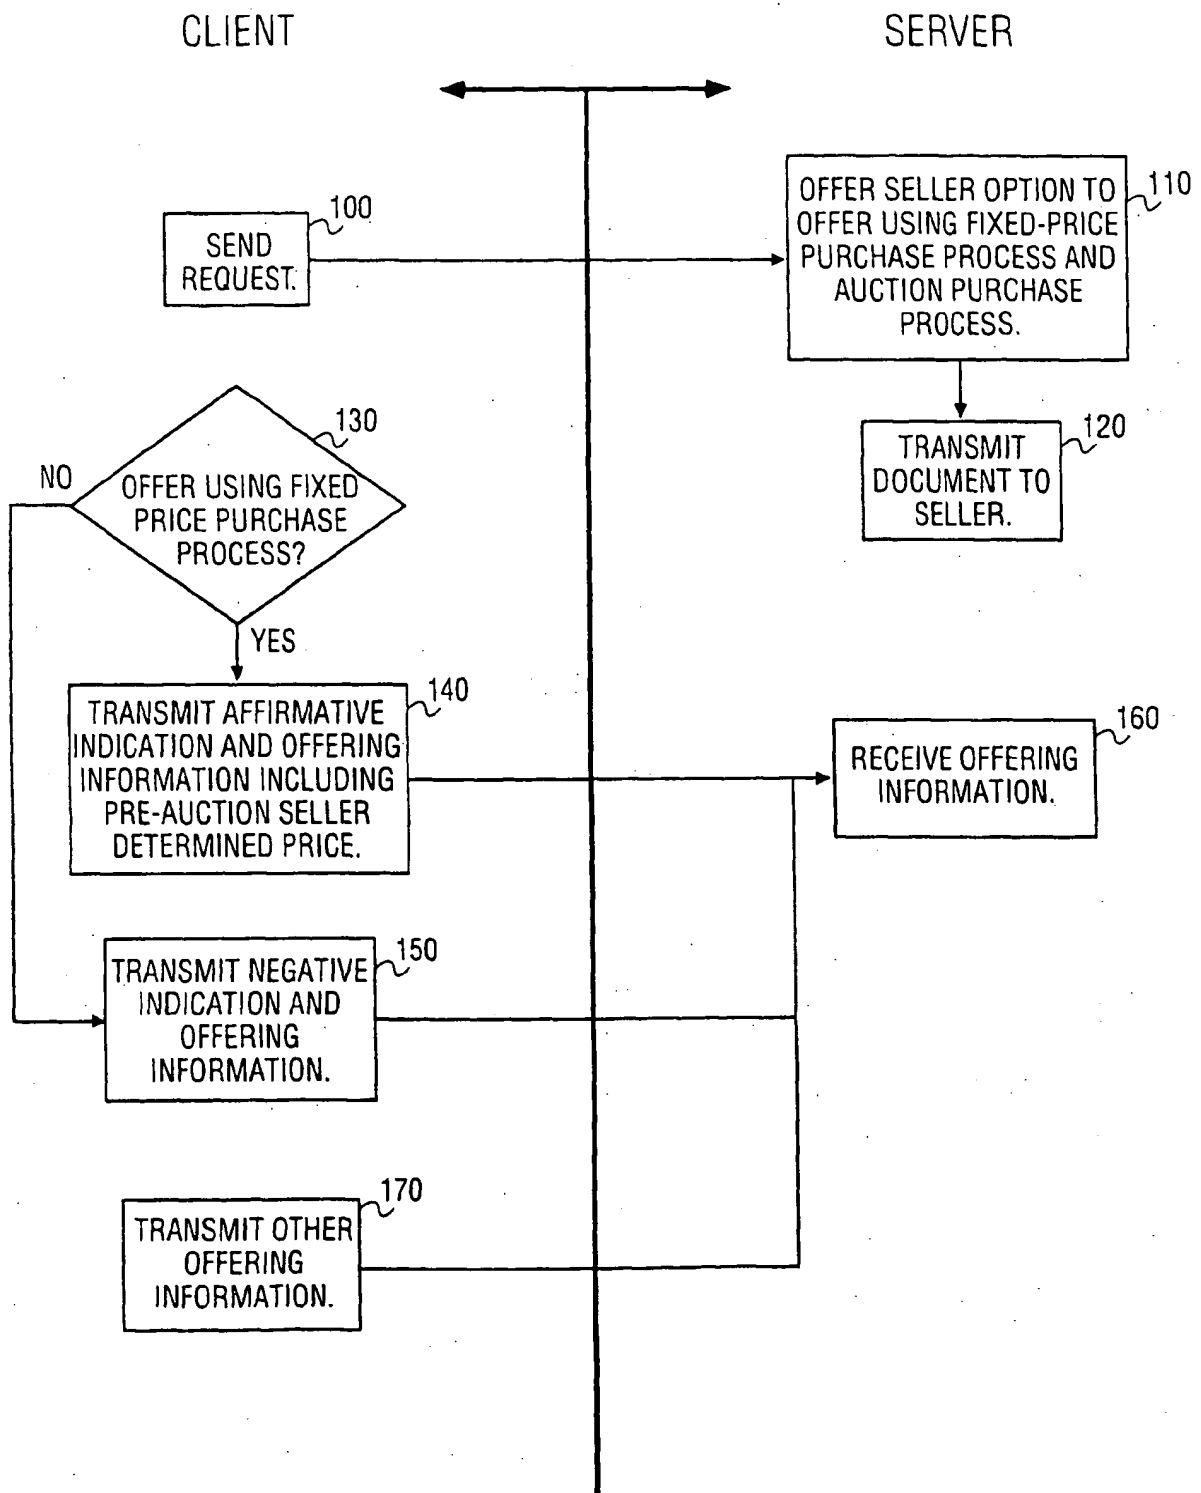 CLIENT
SERVER
100
SEND
REQUEST.
110
OFFER SELLER OPTION TO
OFFER USING FIXED-PRICE
PURCHASE PROCESS AND
AUCTION PURCHASE
PROCESS.
120
TRANSMIT
DOCUMENT TO
SELLER.
130
NO
OFFER USING FIXED
PRICE PURCHASE
PROCESS?
YES
140
TRANSMIT AFFIRMATIVE
INDICATION AND OFFERING
INFORMATION INCLUDING
PRE-AUCTION SELLER
DETERMINED PRICE.
160
RECEIVE OFFERING
INFORMATION.
150
TRANSMIT NEGATIVE
INDICATION AND
OFFERING
INFORMATION.
170
TRANSMIT OTHER
OFFERING
INFORMATION.